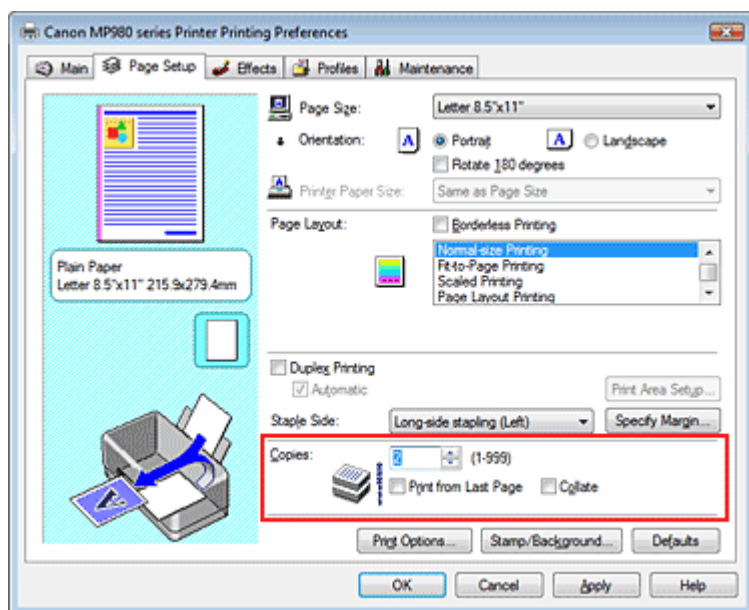 Canon MP980 series Printer Printing Preferences
Main Page Setup Effects Profiles Maintenance
Page Size: Letter 8.5"x11"
Orientation: A Portrait A Landscape
Rotate 180 degrees
Printer Paper Size: Same as Page Size
Page Layout: Borderless Printing
Normal-size Printing
Fit-to-Page Printing
Scaled Printing
Page Layout Printing
Plain Paper
Letter 8.5"x11" 215.9x279.4mm
Duplex Printing
Automatic Print Area Setup...
Staple Side: Long-side stapling (Left) Specify Margin...
Copies: 2 (1-999)
Print from Last Page Collate
A
Print Options... Stamp/Background... Defaults
OK Cancel Apply Help